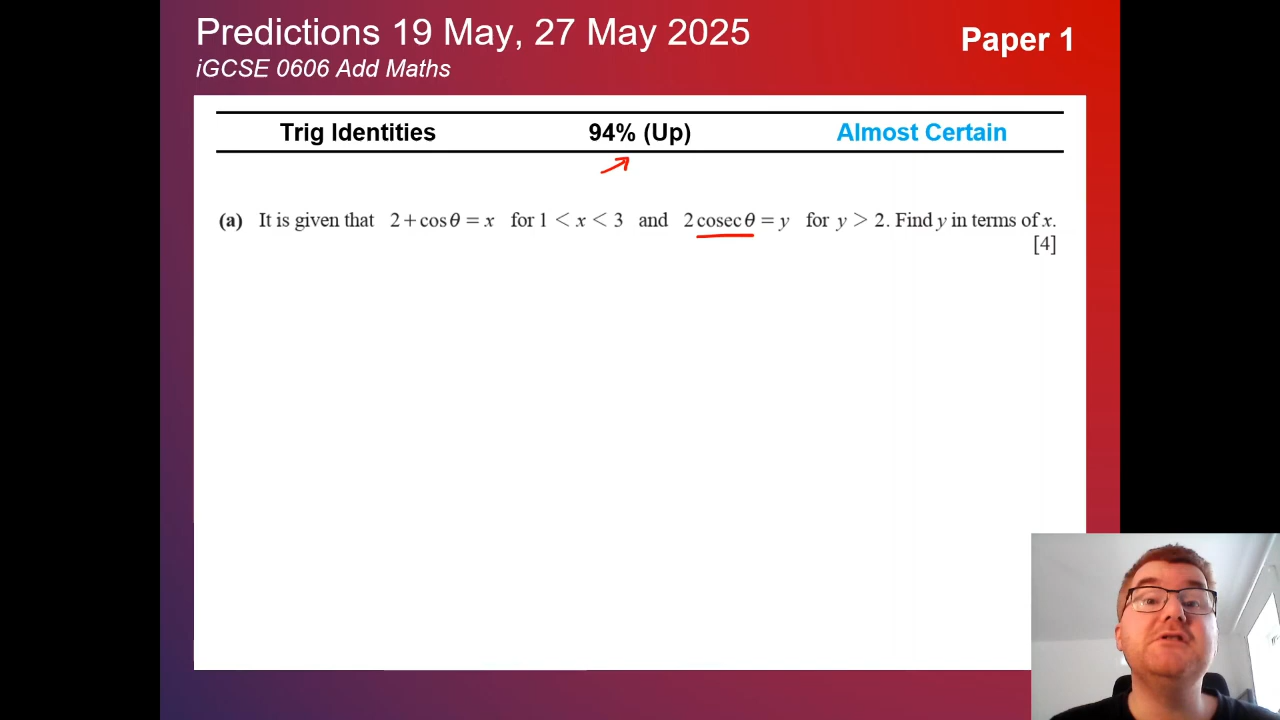 Predictions 19 May, 27 May 2025
Paper 1
iGCSE 0606 Add Maths
Trig Identities 94% (Up) Almost Certain
(a) It is given that 2 + cos θ = x for 1 < x < 3 and 2 cosec θ = y for y > 2. Find y in terms of x.
[4]